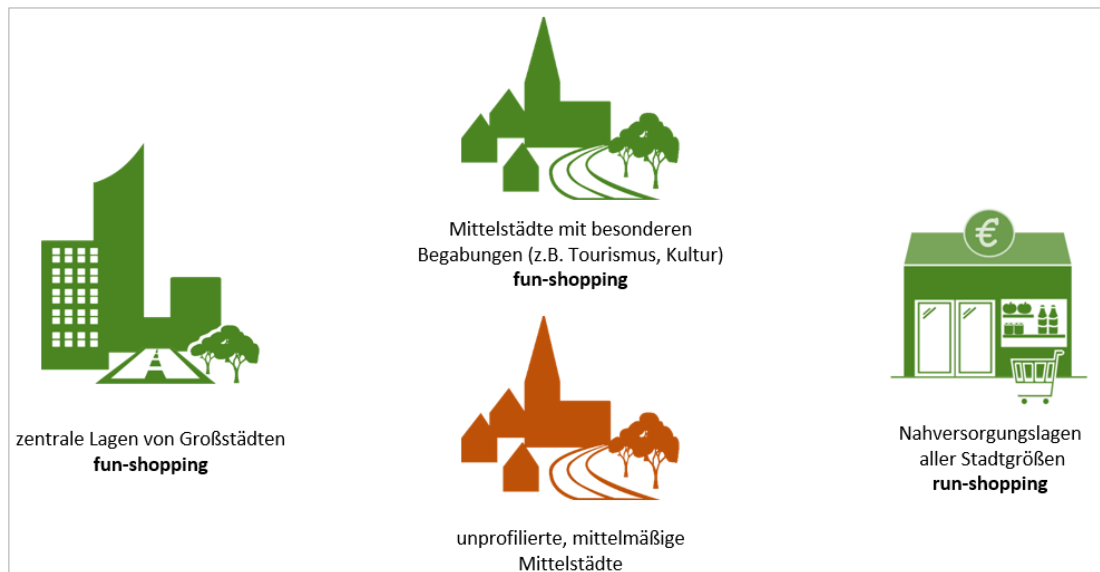 Mittelstädte mit besonderen
Begabungen (z.B. Tourismus, Kultur)
fun-shopping
€
zentrale Lagen von Großstädten
fun-shopping
Nahversorgungslagen
aller Stadtgrößen
run-shopping
unprofilierte, mittelmäßige
Mittelstädte